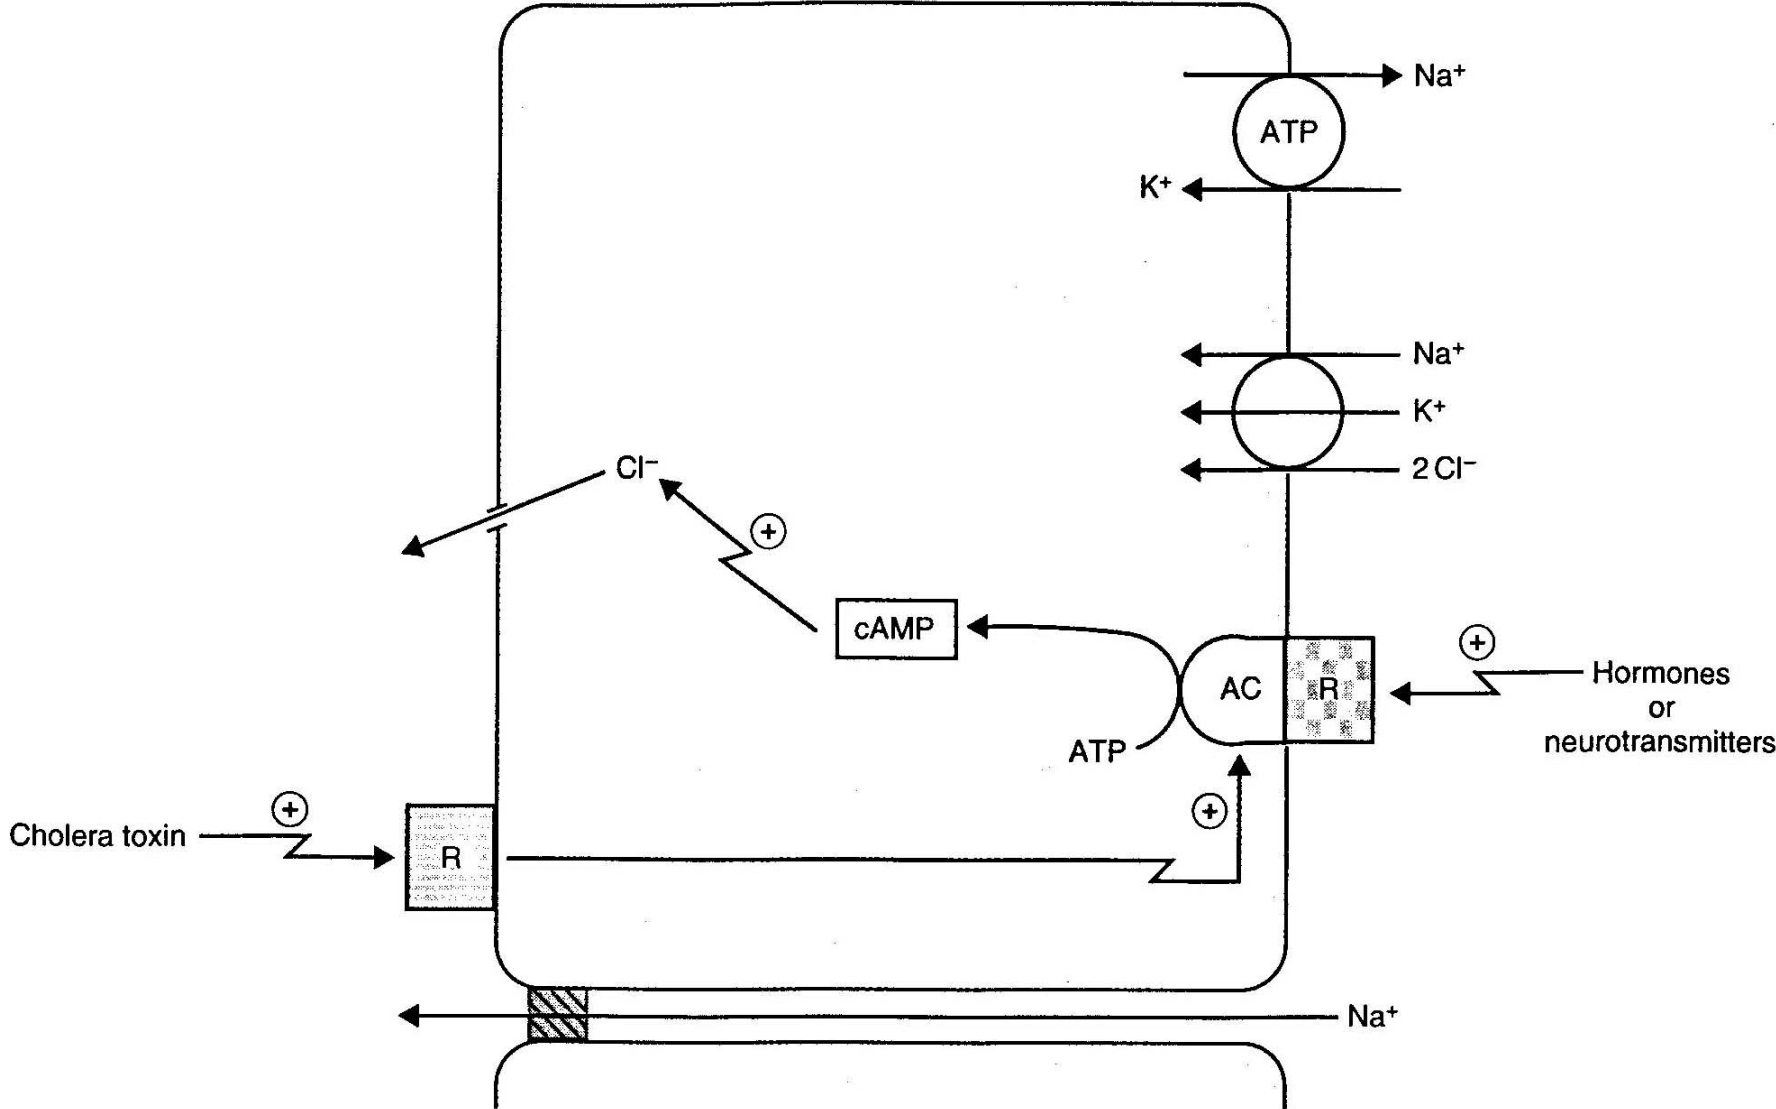 Na⁺
ATP
K⁺
Na⁺
K⁺
2 Cl⁻
Cl⁻
+
cAMP
+
AC
R
Hormones
or
neurotransmitters
ATP
+
+
Cholera toxin
R
Na⁺